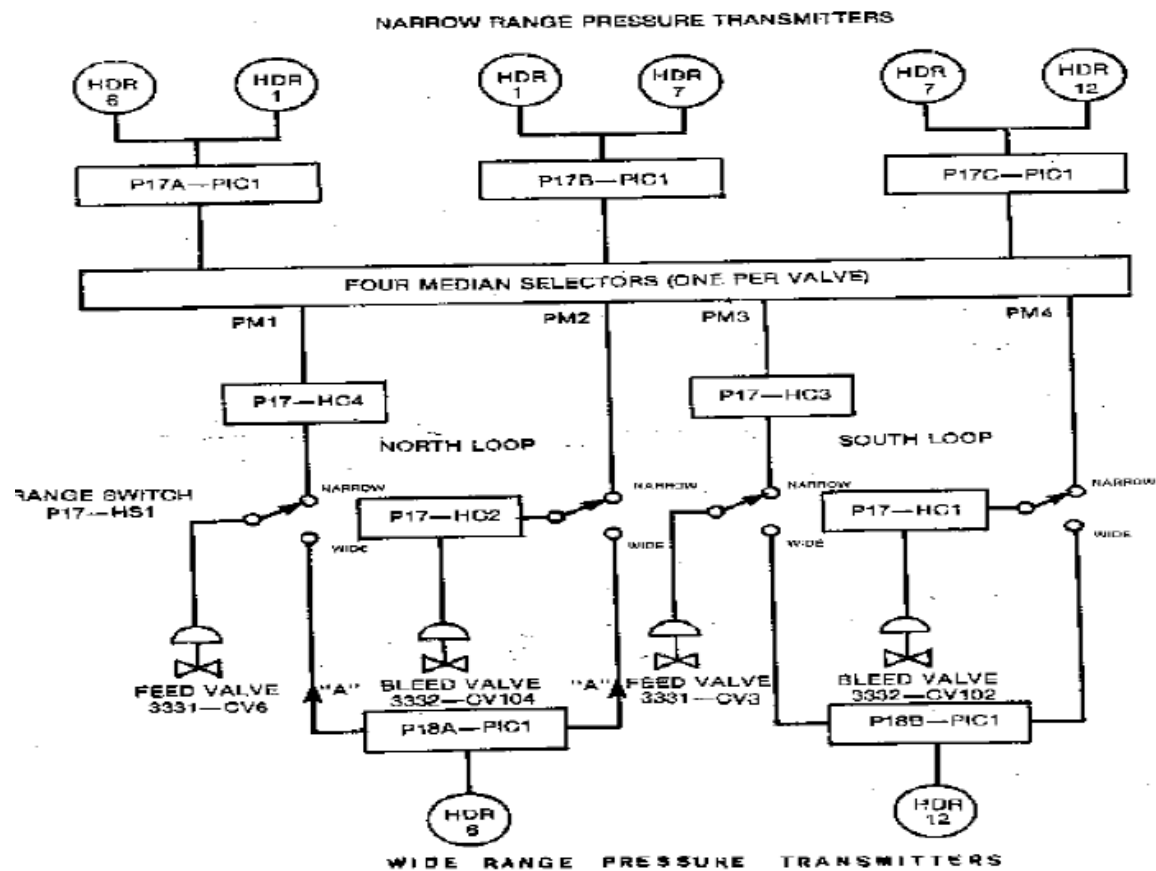 NARROW RANGE PRESSURE TRANSMITTERS
HDR
6
HDR
1
HDR
1
HDR
7
HDR
7
HDR
12
P17A—PIC1
P17B—PIC1
P17C—PIC1
FOUR MEDIAN SELECTORS (ONE PER VALVE)
PM1
PM2
PM3
PM4
P17—HC4
P17—HC3
NORTH LOOP
SOUTH LOOP
RANGE SWITCH
P17—HS1
NARROW
NARROW
NARROW
NARROW
P17—HC2
P17—HC1
WIDE
WIDE
WIDE
WIDE
FEED VALVE
3331—CV6
"A"
BLEED VALVE
3332—CV104
"A"
FEED VALVE
3331—CV3
BLEED VALVE
3332—CV102
P18A—PIC1
P18B—PIC1
HDR
6
HDR
12
WIDE RANGE PRESSURE TRANSMITTERS